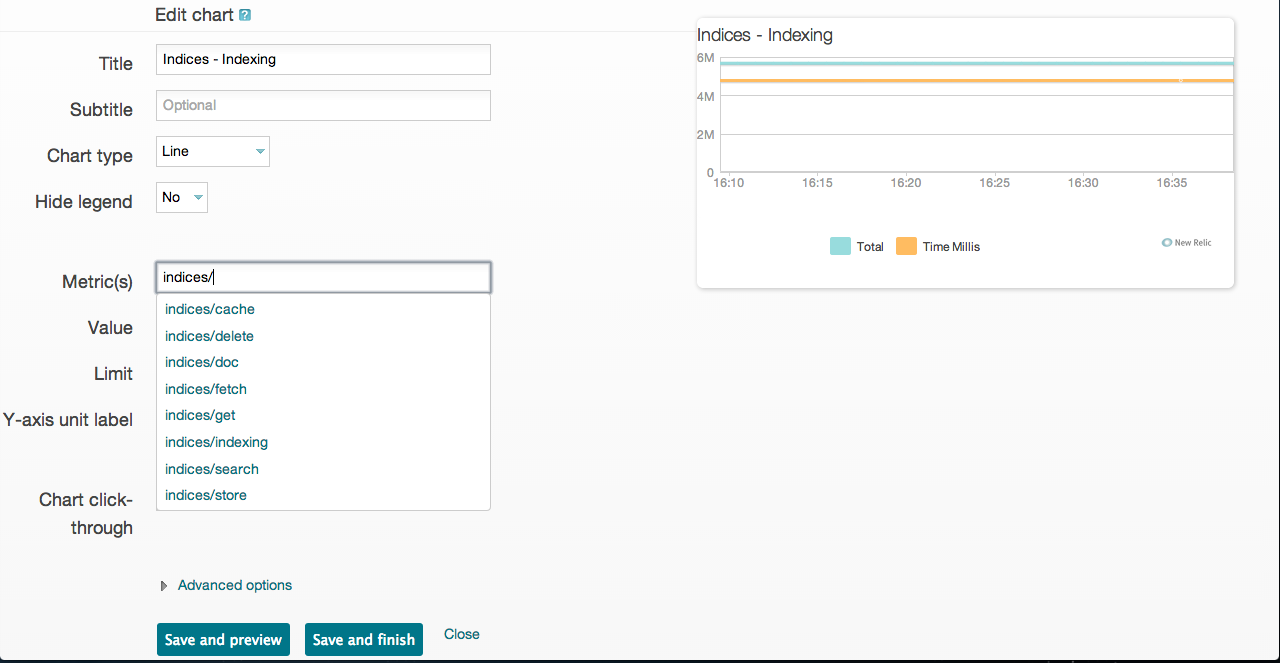 Edit chart ?
Title
Indices - Indexing
Subtitle
Optional
Chart type
Line
Hide legend
No
Metric(s)
indices/
indices/cache
indices/delete
indices/doc
indices/fetch
indices/get
indices/indexing
indices/search
indices/store
Value
Limit
Y-axis unit label
Chart click-
through
Advanced options
Save and preview
Save and finish
Close
Indices - Indexing
6M
4M
2M
0
16:10 16:15 16:20 16:25 16:30 16:35
Total Time Millis
New Relic